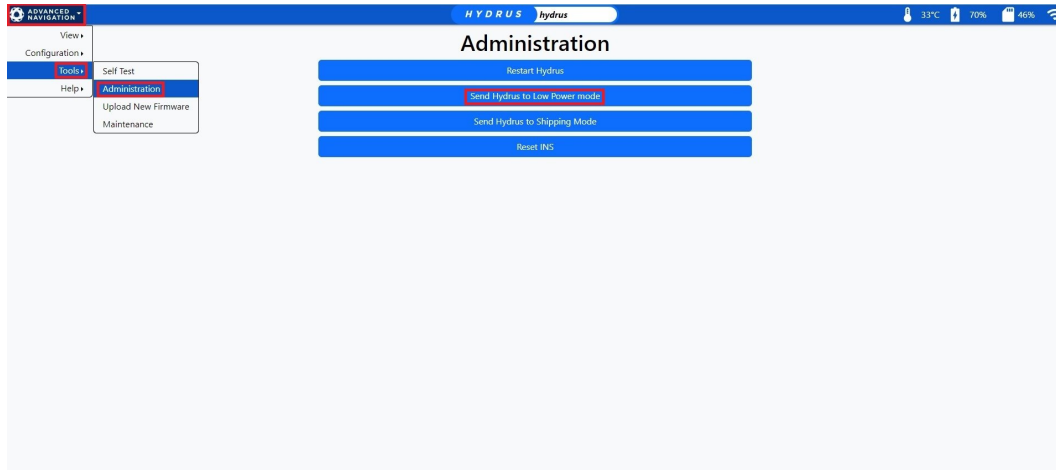 ADVANCED
NAVIGATION
HYDRUS hydrus
33°C 70% 46%
View
Configuration
Tools
Help
Self Test
Administration
Upload New Firmware
Maintenance
Administration
Restart Hydrus
Send Hydrus to Low Power mode
Send Hydrus to Shipping Mode
Reset INS